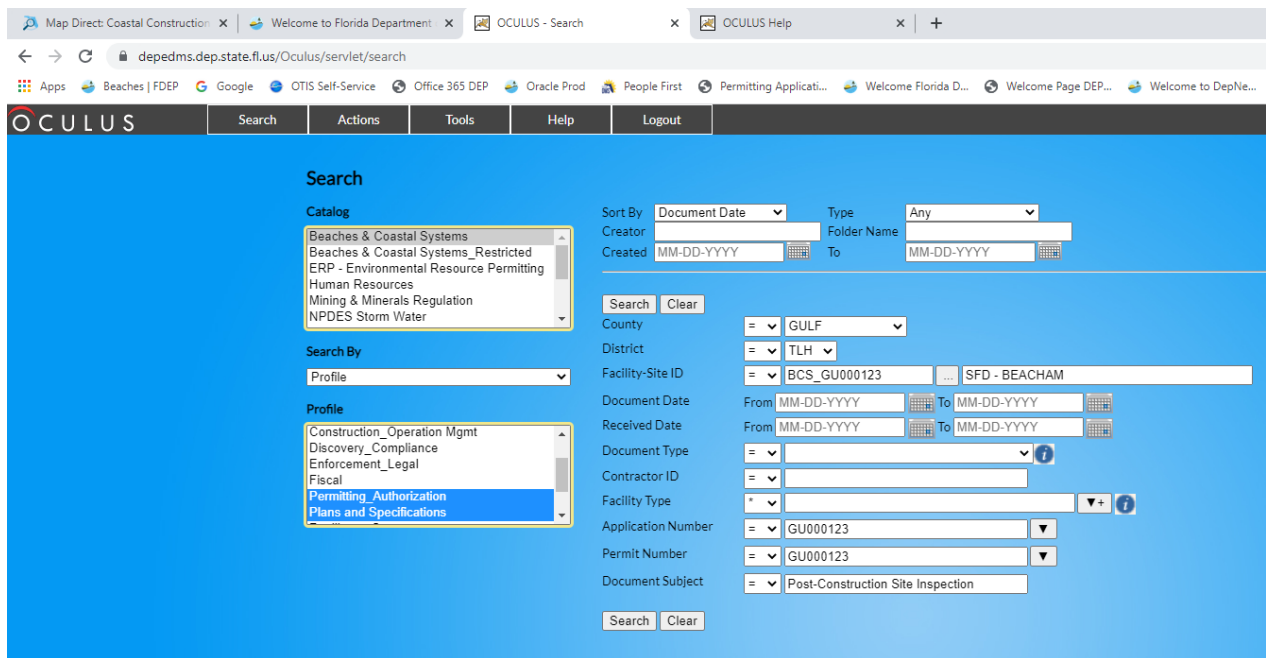 Map Direct: Coastal Construction
Welcome to Florida Department
OCULUS - Search
OCULUS Help
depedms.dep.state.fl.us/Oculus/servlet/search
Apps Beaches | FDEP Google OTIS Self-Service Office 365 DEP Oracle Prod People First Permitting Applicati... Welcome Florida D... Welcome Page DEP... Welcome to DepNe...
OCULUS Search Actions Tools Help Logout
Search
Catalog
Beaches & Coastal Systems
Beaches & Coastal Systems_Restricted
ERP - Environmental Resource Permitting
Human Resources
Mining & Minerals Regulation
NPDES Storm Water
Search By
Profile
Profile
Construction_Operation Mgmt
Discovery_Compliance
Enforcement_Legal
Fiscal
Permitting_Authorization
Plans and Specifications
Sort By Document Date Type Any
Creator Folder Name
Created MM-DD-YYYY To MM-DD-YYYY
Search Clear
County = GULF
District = TLH
Facility-Site ID = BCS_GU000123 ... SFD - BEACHAM
Document Date From MM-DD-YYYY To MM-DD-YYYY
Received Date From MM-DD-YYYY To MM-DD-YYYY
Document Type =
Contractor ID =
Facility Type * ▼+
Application Number = GU000123 ▼
Permit Number = GU000123 ▼
Document Subject = Post-Construction Site Inspection
Search Clear